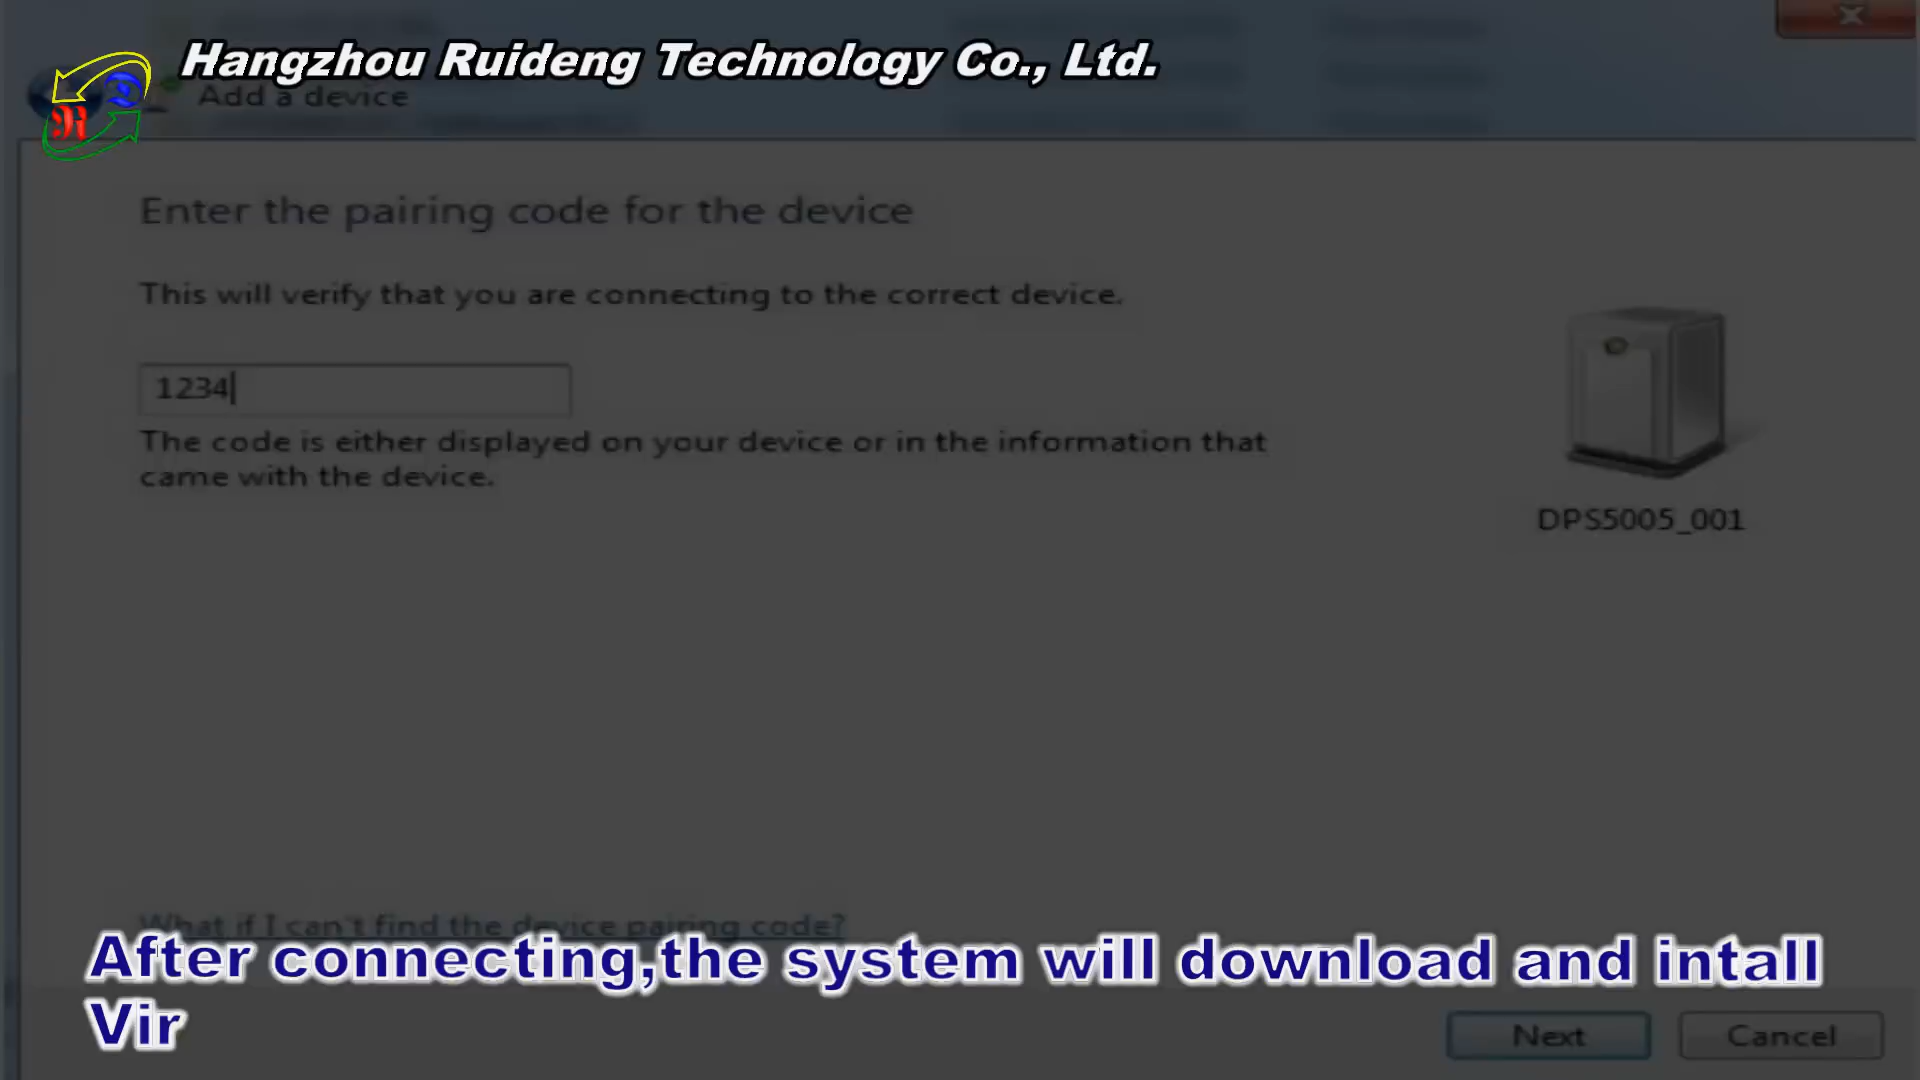 Hangzhou Ruideng Technology Co., Ltd.
Add a device
Enter the pairing code for the device
This will verify that you are connecting to the correct device.
1234
The code is either displayed on your device or in the information that
came with the device.
DPS5005_001
What if I can't find the device pairing code?
After connecting,the system will download and intall
Vir
Next
Cancel